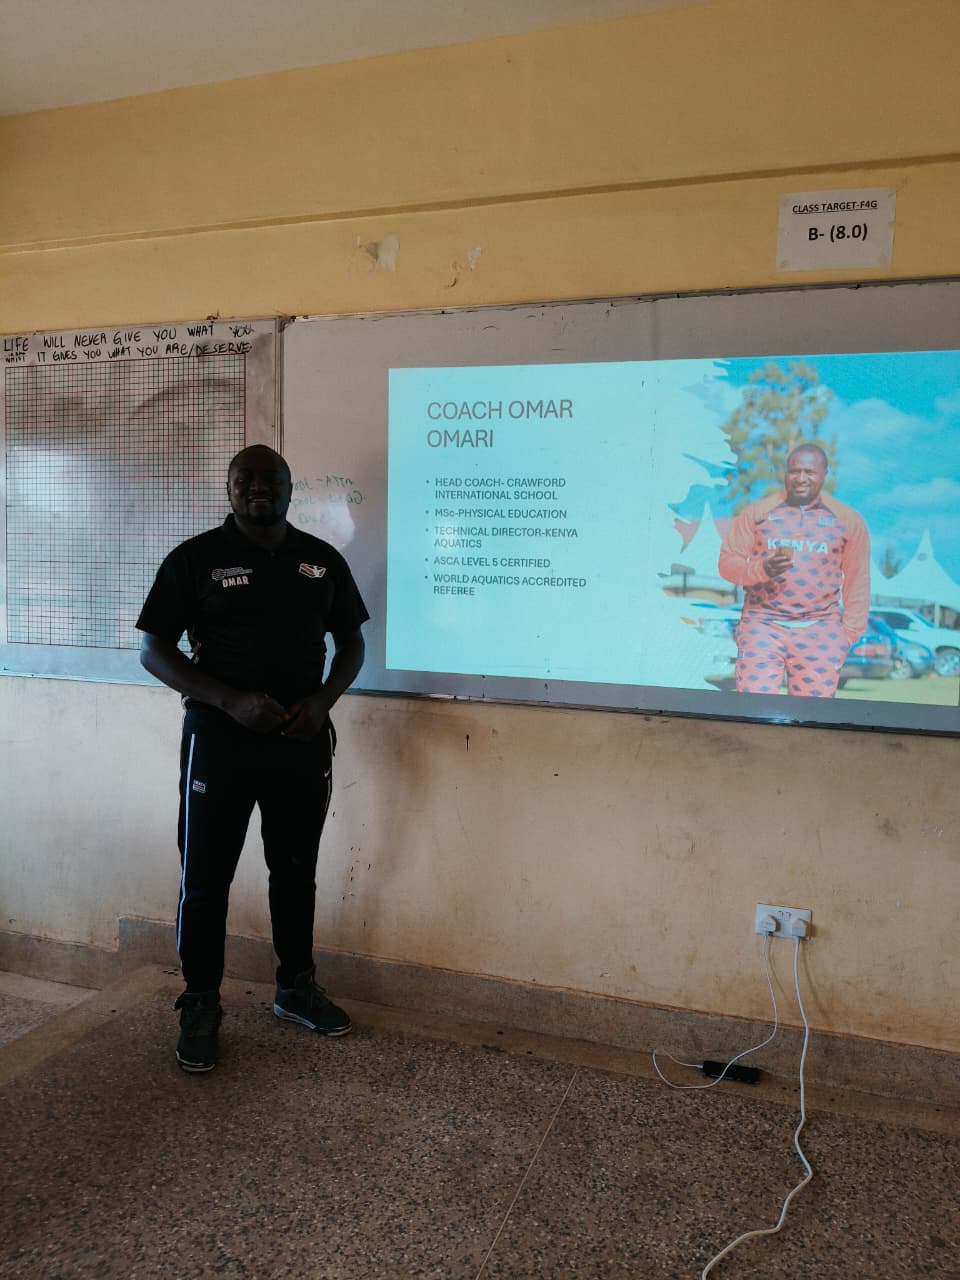 CLASS TARGET-F4G
B- (8.0)
LIFE WILL NEVER GIVE YOU WHAT YOU
WANT IT GIVES YOU WHAT YOU ARE/DESERVE
COACH OMAR
OMARI
• HEAD COACH- CRAWFORD
INTERNATIONAL SCHOOL
• MSc-PHYSICAL EDUCATION
• TECHNICAL DIRECTOR-KENYA
AQUATICS
• ASCA LEVEL 5 CERTIFIED
• WORLD AQUATICS ACCREDITED
REFEREE
KENYA
OMAR